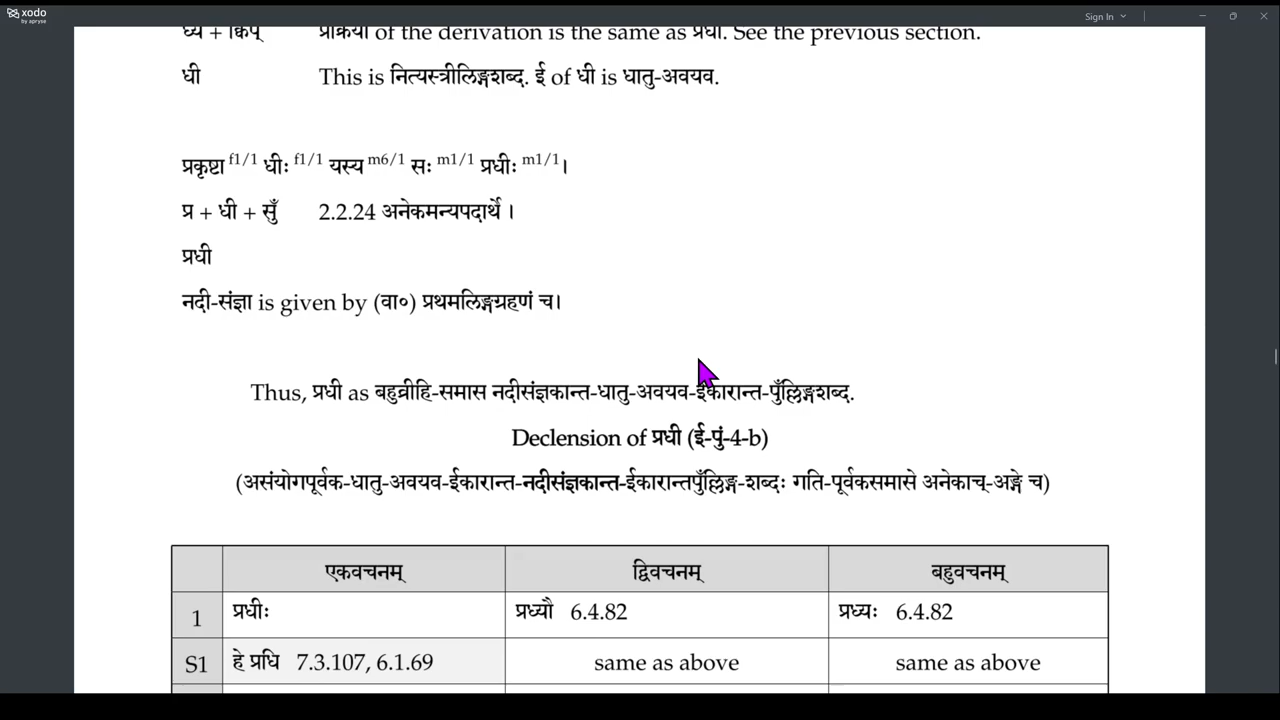 xodo
by apryse
Sign In
ध्यै + क्विप् प्रक्रिया of the derivation is the same as प्रधी. See the previous section.
धी This is नित्यस्त्रीलिङ्गशब्द. ई of धी is धातु-अवयव.
प्रकृष्टा f1/1 धीः f1/1 यस्य m6/1 सः m1/1 प्रधीः m1/1।
प्र + धी + सुँ 2.2.24 अनेकमन्यपदार्थे ।
प्रधी
नदी-संज्ञा is given by (वा०) प्रथमलिङ्गग्रहणं च।
Thus, प्रधी as बहुव्रीहि-समास नदीसंज्ञकान्त-धातु-अवयव-ईकारान्त-पुँल्लिङ्गशब्द.
Declension of प्रधी (ई-पुं-4-b)
(असंयोगपूर्वक-धातु-अवयव-ईकारान्त-नदीसंज्ञकान्त-ईकारान्तपुँल्लिङ्ग-शब्दः गति-पूर्वकसमासे अनेकाच्-अङ्गे च)
एकवचनम् द्विवचनम् बहुवचनम्
1 प्रधीः प्रध्यौ 6.4.82 प्रध्यः 6.4.82
S1 हे प्रधि 7.3.107, 6.1.69 same as above same as above